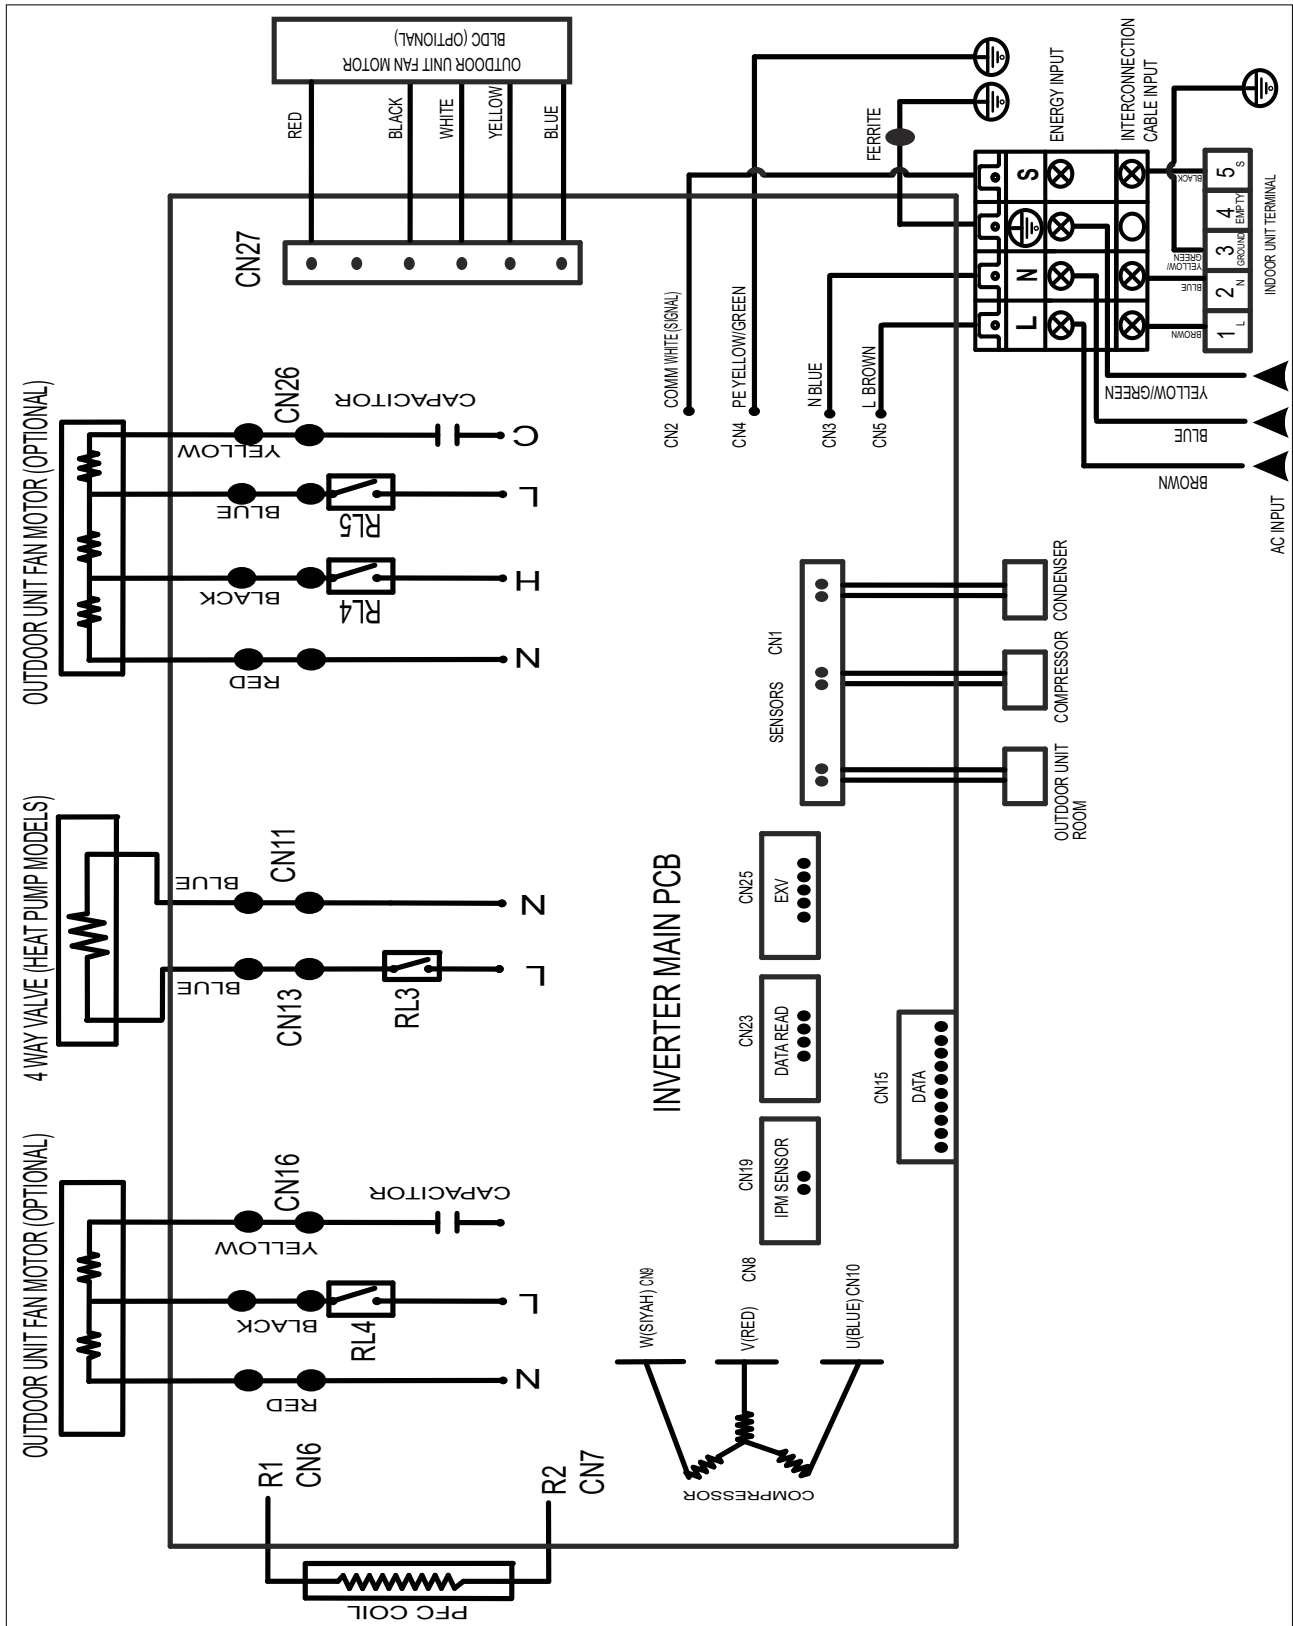 OUTDOOR UNIT FAN MOTOR (OPTIONAL)
YELLOW
CN16
CAPACITOR
BLACK
RL4
L
RED
N
4 WAY VALVE (HEAT PUMP MODELS)
BLUE
CN11
N
BLUE
CN13
RL3
L
OUTDOOR UNIT FAN MOTOR (OPTIONAL)
YELLOW
CN26
CAPACITOR
C
BLUE
RL5
L
BLACK
RL4
H
RED
N
OUTDOOR UNIT FAN MOTOR
BLDC (OPTIONAL)
RED
BLACK
WHITE
YELLOW
BLUE
CN27
R1
CN6
R2
CN7
PFC COIL
COMPRESSOR
W(SIYAH) CN9
V(RED) CN8
U(BLUE) CN10
INVERTER MAIN PCB
CN19
IPM SENSOR
CN23
DATA READ
CN25
EXV
CN15
DATA
SENSORS CN1
OUTDOOR UNIT
ROOM
COMPRESSOR
CONDENSER
CN2 COMM WHITE (SIGNAL)
CN4 PE YELLOW/GREEN
CN3 N BLUE
CN5 L BROWN
FERRITE
L N S
ENERGY INPUT
INTERCONNECTION
CABLE INPUT
BROWN
BLUE
YELLOW/
GREEN
BLACK
1 L
2 N
3 GROUND
4 EMPTY
5 S
INDOOR UNIT TERMINAL
BROWN
BLUE
YELLOW/GREEN
AC INPUT